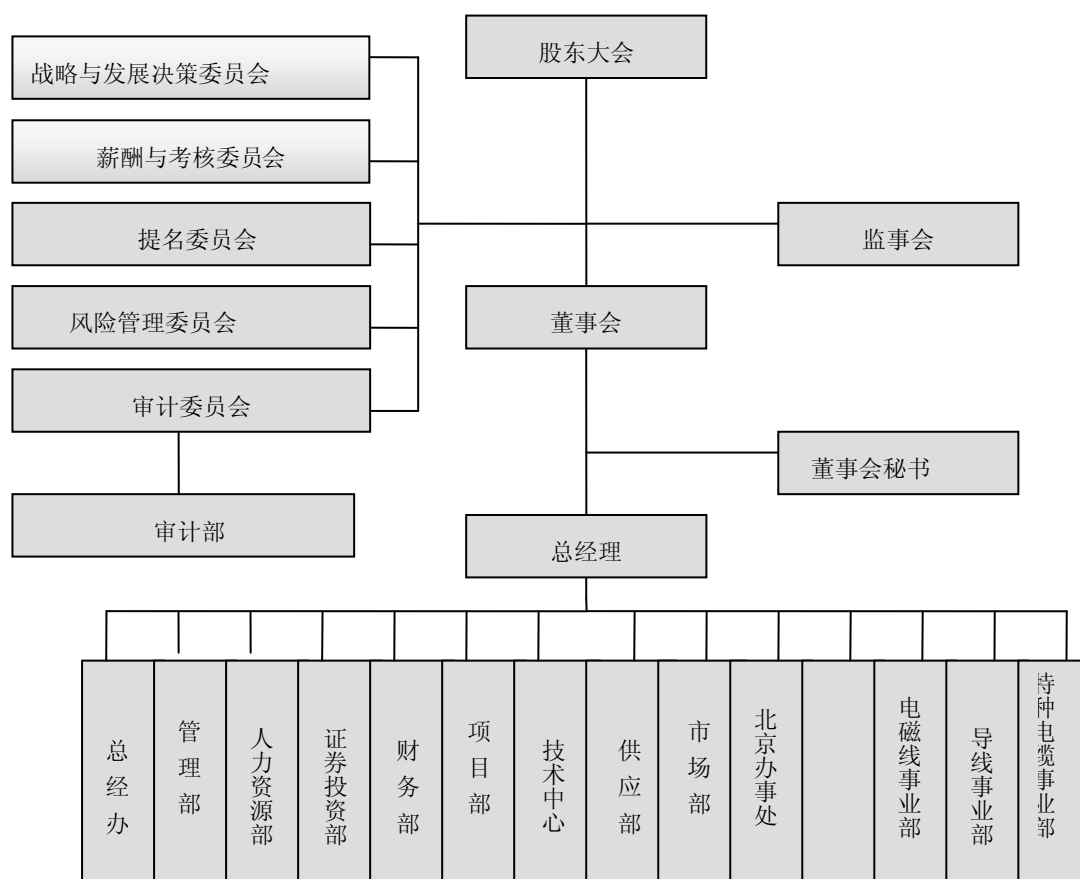 股东大会
战略与发展决策委员会
薪酬与考核委员会
提名委员会
监事会
风险管理委员会
董事会
审计委员会
董事会秘书
审计部
总经理
总经办
管理部
人力资源部
证券投资部
财务部
项目部
技术中心
供应部
市场部
北京办事处
电磁线事业部
导线事业部
特种电缆事业部